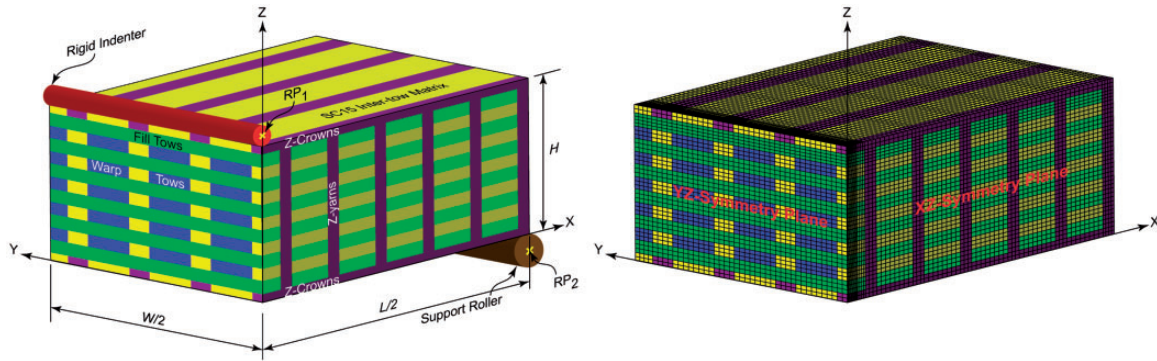 Z
Rigid Indenter
RP1
SC15 Inter-tow Matrix
Z-Crowns
Fill Tows
Warp Tows
Z-yarns
H
X
Y
Z-Crowns
RP2
Support Roller
L/2
W/2
Z
YZ-Symmetry Plane
XZ-Symmetry Plane
X
Y